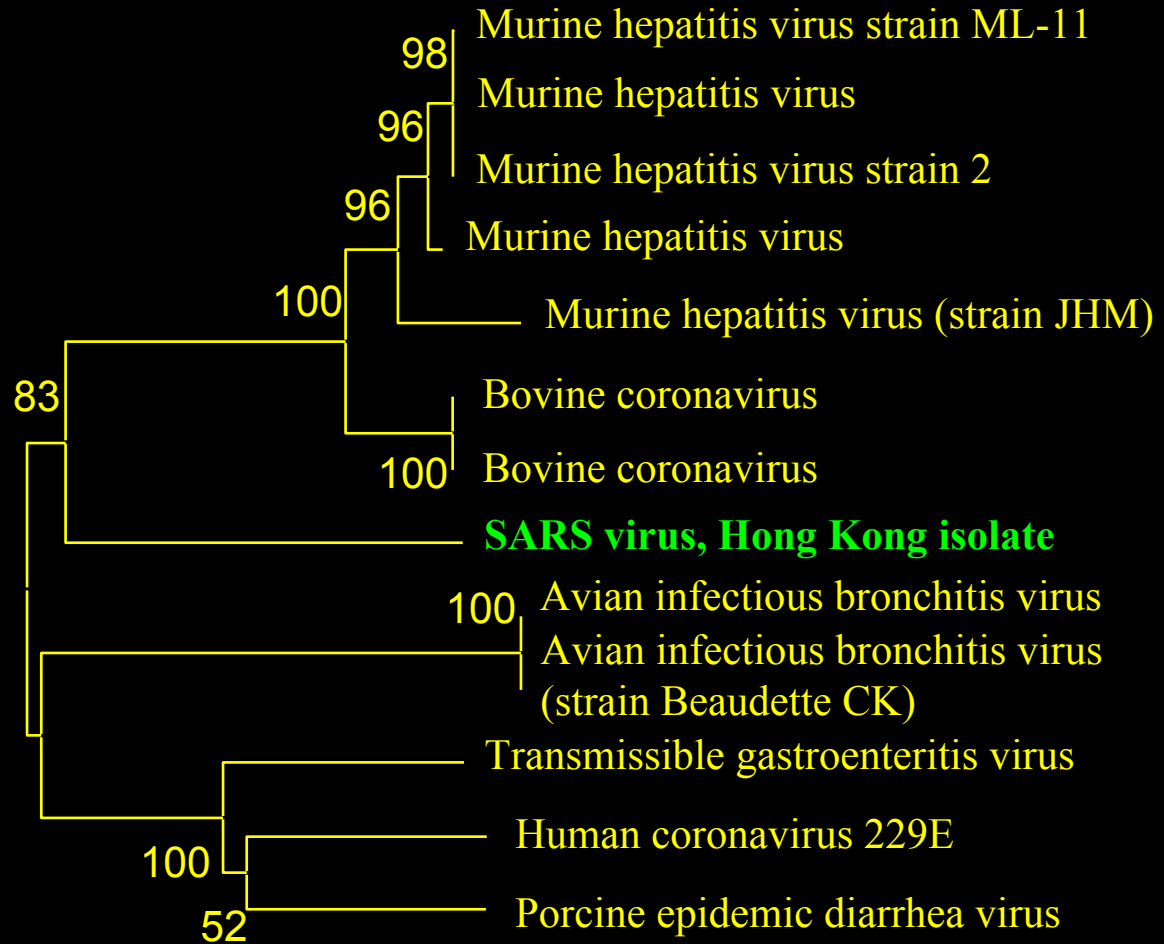 Murine hepatitis virus strain ML-11
98
Murine hepatitis virus
96
Murine hepatitis virus strain 2
96
Murine hepatitis virus
100
Murine hepatitis virus (strain JHM)
83
Bovine coronavirus
100
Bovine coronavirus
SARS virus, Hong Kong isolate
100
Avian infectious bronchitis virus
Avian infectious bronchitis virus
(strain Beaudette CK)
Transmissible gastroenteritis virus
Human coronavirus 229E
100
Porcine epidemic diarrhea virus
52